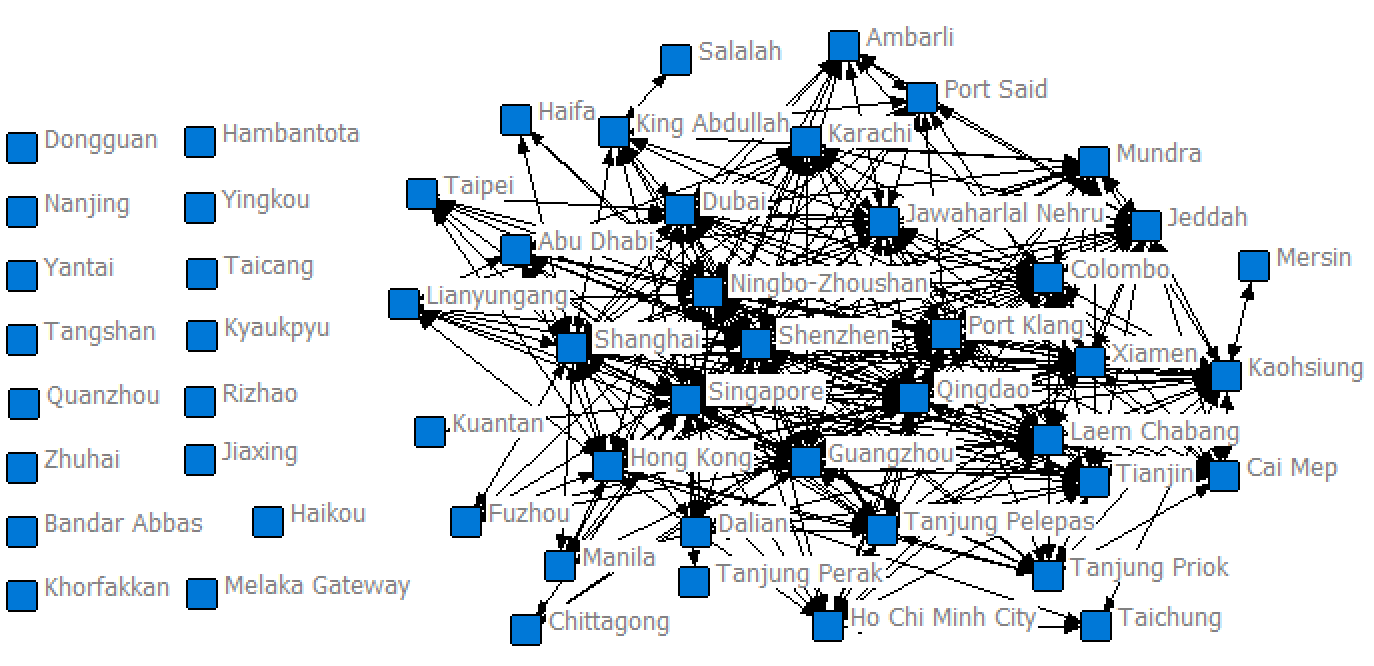 Ambarli
Salalah
Port Said
Haifa
King Abdullah
Karachi
Dongguan
Hambantota
Mundra
Taipei
Nanjing
Yingkou
Dubai
Jawaharlal Nehru
Jeddah
Abu Dhabi
Yantai
Taicang
Colombo
Mersin
Lianyungang
Ningbo-Zhoushan
Tangshan
Kyaukpyu
Shanghai
Shenzhen
Port Klang
Xiamen
Kaohsiung
Quanzhou
Rizhao
Singapore
Qingdao
Kuantan
Laem Chabang
Zhuhai
Jiaxing
Hong Kong
Guangzhou
Tianjin
Cai Mep
Bandar Abbas
Haikou
Fuzhou
Dalian
Tanjung Pelepas
Manila
Tanjung Perak
Tanjung Priok
Khorfakkan
Melaka Gateway
Chittagong
Ho Chi Minh City
Taichung